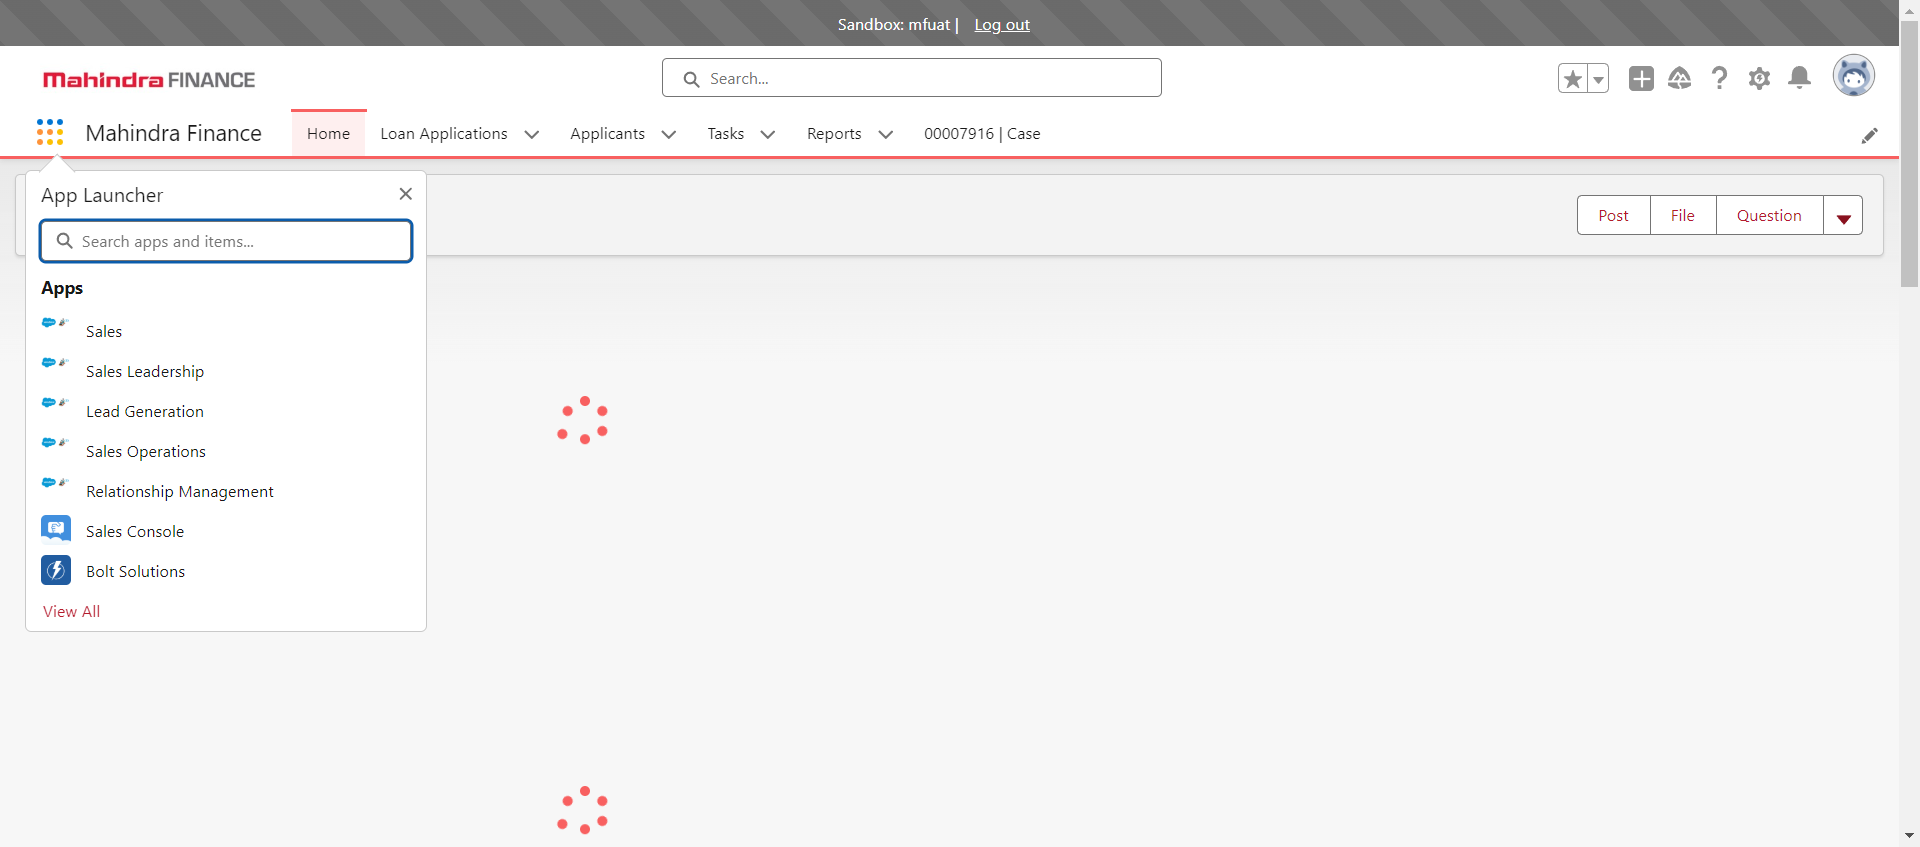 Sandbox: mfuat | Log out
Mahindra FINANCE
Search...
Mahindra Finance
Home
Loan Applications
Applicants
Tasks
Reports
00007916 | Case
App Launcher
Search apps and items...
Apps
Sales
Sales Leadership
Lead Generation
Sales Operations
Relationship Management
Sales Console
Bolt Solutions
View All
Post
File
Question